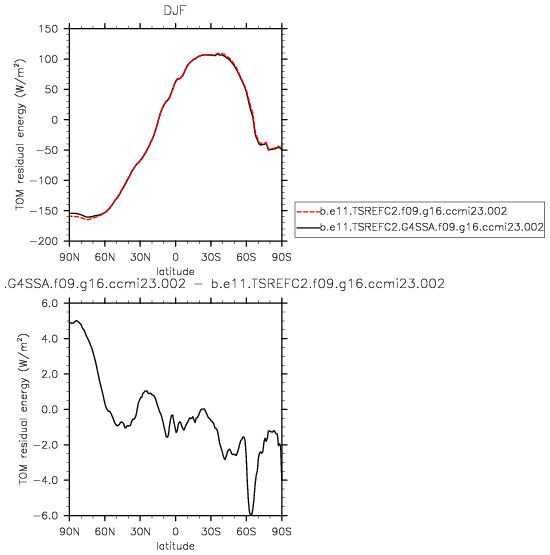 DJF
150
100
50
0
−50
−100
−150
−200
TOM residual energy (W/m²)
90N 60N 30N 0 30S 60S 90S
latitude
b.e11.TSREFC2.f09.g16.ccmi23.002
b.e11.TSREFC2.G4SSA.f09.g16.ccmi23.002
.G4SSA.f09.g16.ccmi23.002 − b.e11.TSREFC2.f09.g16.ccmi23.002
6.0
4.0
2.0
0.0
−2.0
−4.0
−6.0
TOM residual energy (W/m²)
90N 60N 30N 0 30S 60S 90S
latitude